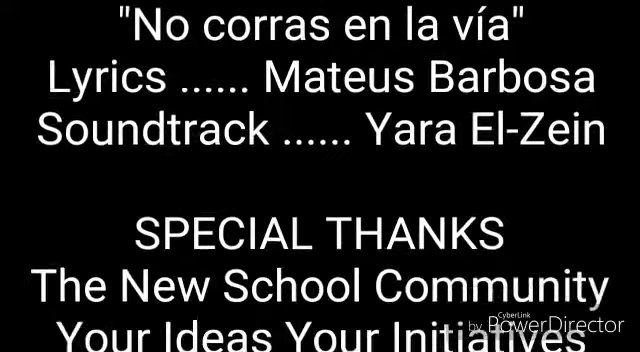 "No corras en la vía"
Lyrics ...... Mateus Barbosa
Soundtrack ...... Yara El-Zein
SPECIAL THANKS
The New School Community
Your Ideas Your Initiatives
CyberLink
by PowerDirector